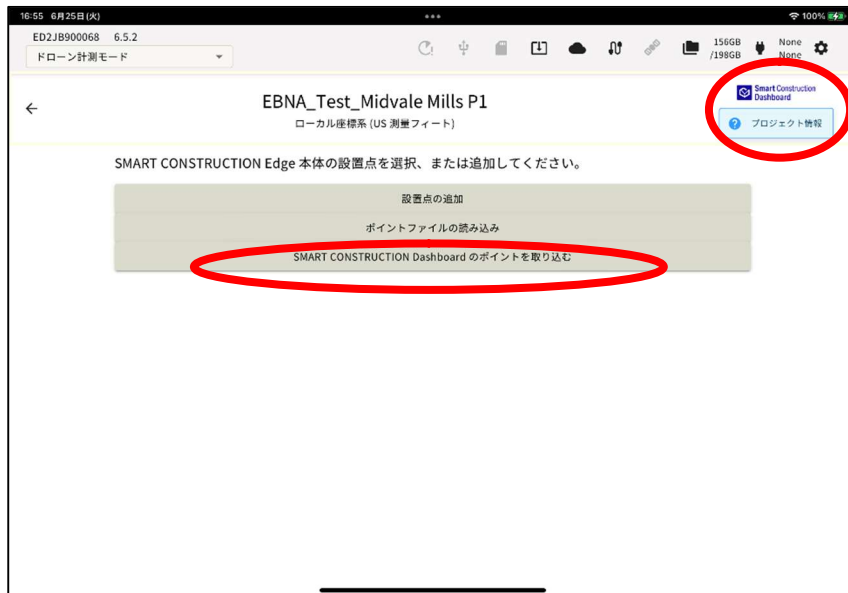 16:55 6月25日(火)
100%
ED2JB900068 6.5.2
ドローン計測モード
156GB
/198GB
None
None
Smart Construction
Dashboard
プロジェクト情報
EBNA_Test_Midvale Mills P1
ローカル座標系 (US 測量フィート)
SMART CONSTRUCTION Edge 本体の設置点を選択、または追加してください。
設置点の追加
ポイントファイルの読み込み
SMART CONSTRUCTION Dashboard のポイントを取り込む